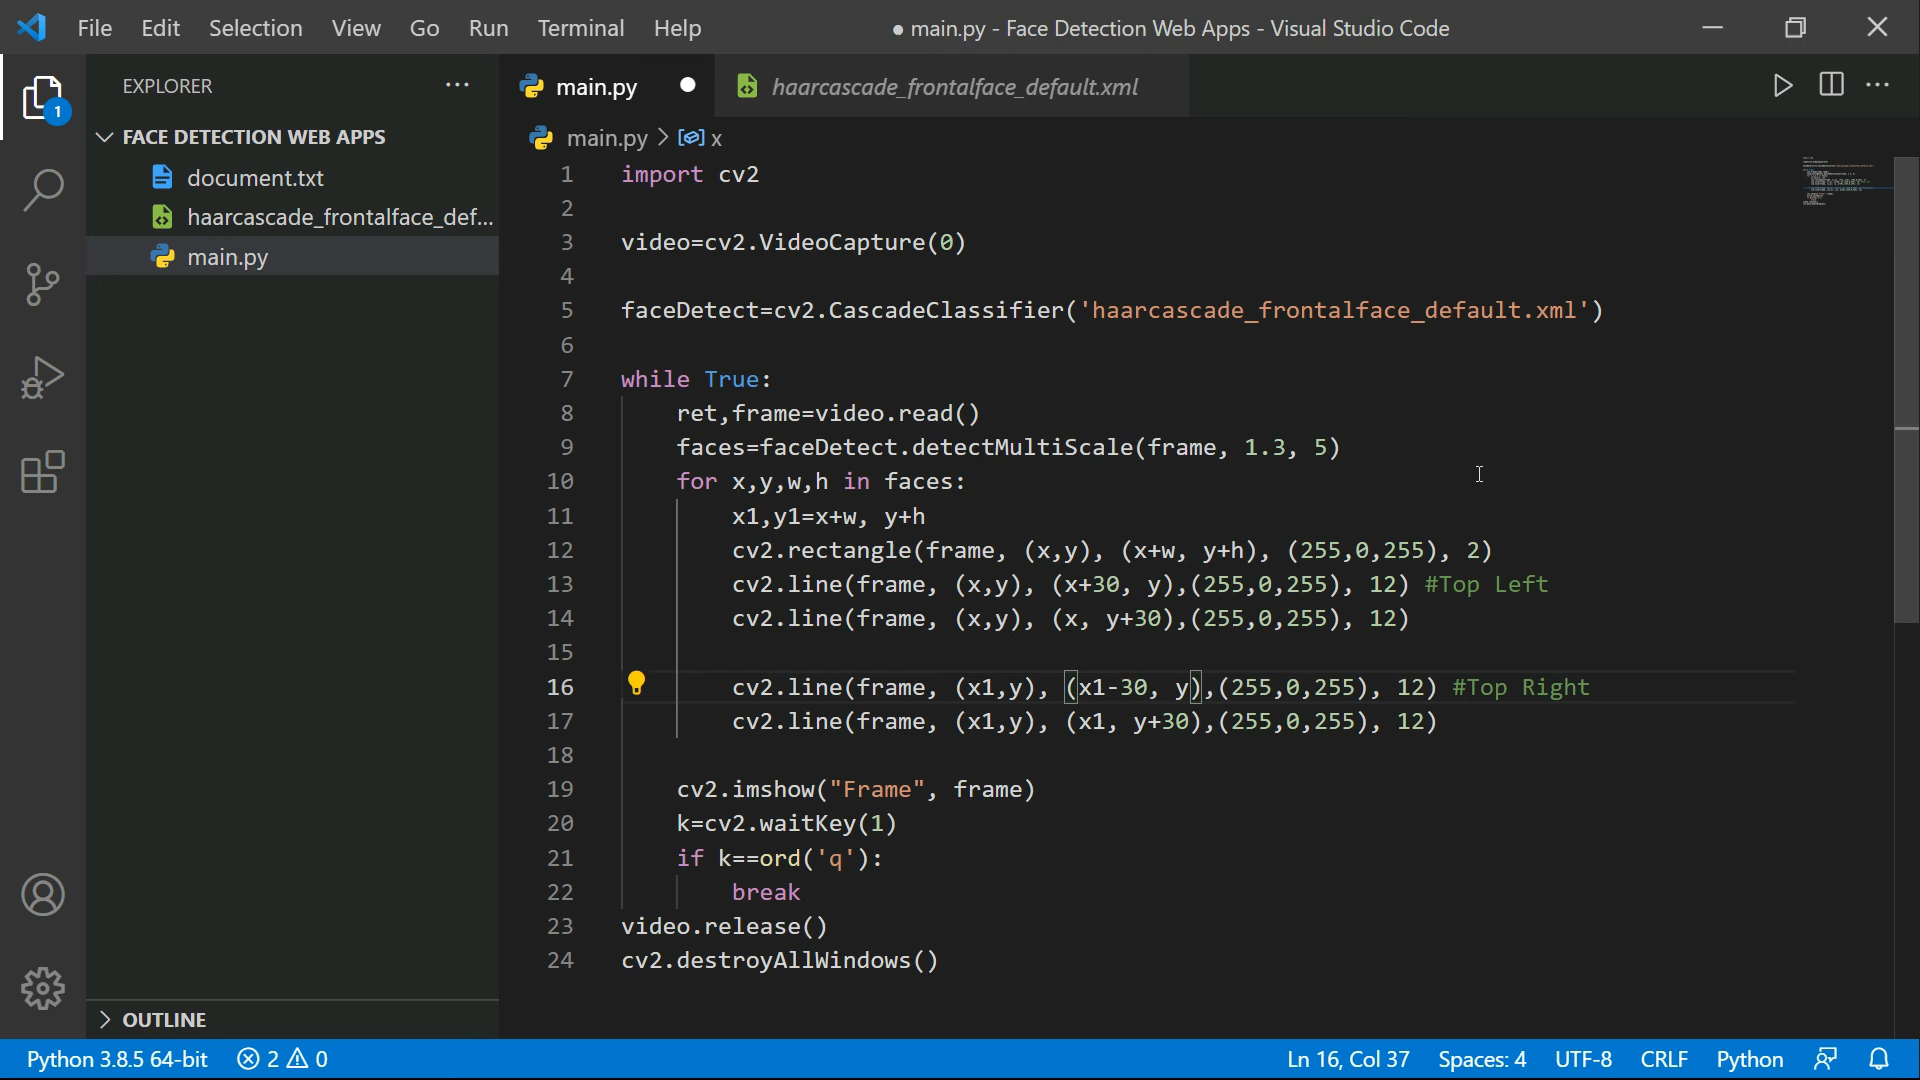 File Edit Selection View Go Run Terminal Help
● main.py - Face Detection Web Apps - Visual Studio Code
EXPLORER
1
FACE DETECTION WEB APPS
document.txt
haarcascade_frontalface_def...
main.py
OUTLINE
main.py
haarcascade_frontalface_default.xml
main.py > x
1 import cv2
2
3 video=cv2.VideoCapture(0)
4
5 faceDetect=cv2.CascadeClassifier('haarcascade_frontalface_default.xml')
6
7 while True:
8 ret,frame=video.read()
9 faces=faceDetect.detectMultiScale(frame, 1.3, 5)
10 for x,y,w,h in faces:
11 x1,y1=x+w, y+h
12 cv2.rectangle(frame, (x,y), (x+w, y+h), (255,0,255), 2)
13 cv2.line(frame, (x,y), (x+30, y),(255,0,255), 12) #Top Left
14 cv2.line(frame, (x,y), (x, y+30),(255,0,255), 12)
15
16 cv2.line(frame, (x1,y), (x1-30, y),(255,0,255), 12) #Top Right
17 cv2.line(frame, (x1,y), (x1, y+30),(255,0,255), 12)
18
19 cv2.imshow("Frame", frame)
20 k=cv2.waitKey(1)
21 if k==ord('q'):
22 break
23 video.release()
24 cv2.destroyAllWindows()
Python 3.8.5 64-bit 2 0 Ln 16, Col 37 Spaces: 4 UTF-8 CRLF Python